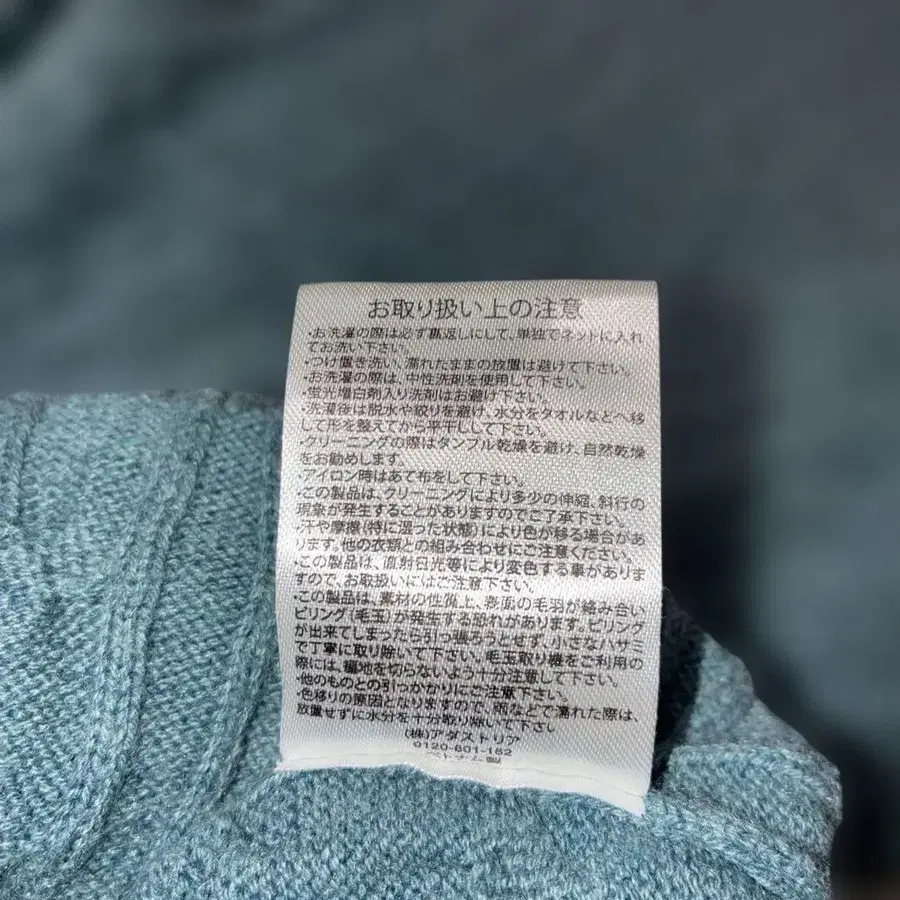 お取り扱い上の注意
・お洗濯の際は必ず裏返しにして、単独でネットに入れ
てお洗い下さい。
・つけ置き洗い、濡れたままの放置は避けて下さい。
・お洗濯の際は、中性洗剤を使用して下さい。
・蛍光増白剤入り洗剤はお避け下さい。
・洗濯後は脱水や絞りを避け、水分をタオルなどへ移
して形を整えてから平干しして下さい。
・クリーニングの際はタンブル乾燥を避け、自然乾燥
をお勧めします。
・アイロン時はあて布をして下さい。
・この製品は、クリーニングにより多少の伸縮、斜行の
現象が発生することがありますのでご了承下さい。
・汗や摩擦(特に湿った状態)により色が移る場合があ
ります。他の衣類との組み合わせにご注意ください。
・この製品は、直射日光等により変色する事がありま
すので、お取扱いにはご注意下さい。
・この製品は、素材の性質上、表面の毛羽が絡み合い
ピリング(毛玉)が発生する恐れがあります。ピリング
が出来てしまったら引っ張ろうとせず、小さなハサミ
で丁寧に取り除いて下さい。毛玉取り機をご利用の
際には、編地を切らないよう十分注意して下さい。
・他のものとの引っかかりにご注意下さい。
・色移りの原因となりますので、雨などで濡れた際は、
放置せずに水分を十分取り除いて下さい
(株)アダストリア
0120-601-162